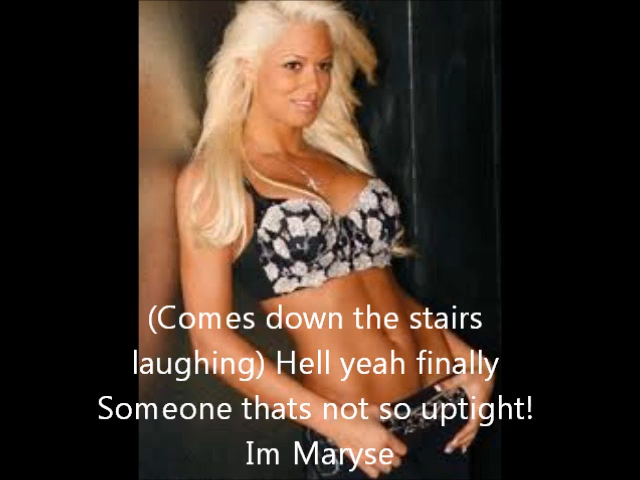 (Comes down the stairs
laughing) Hell yeah finally
Someone thats not so uptight!
Im Maryse